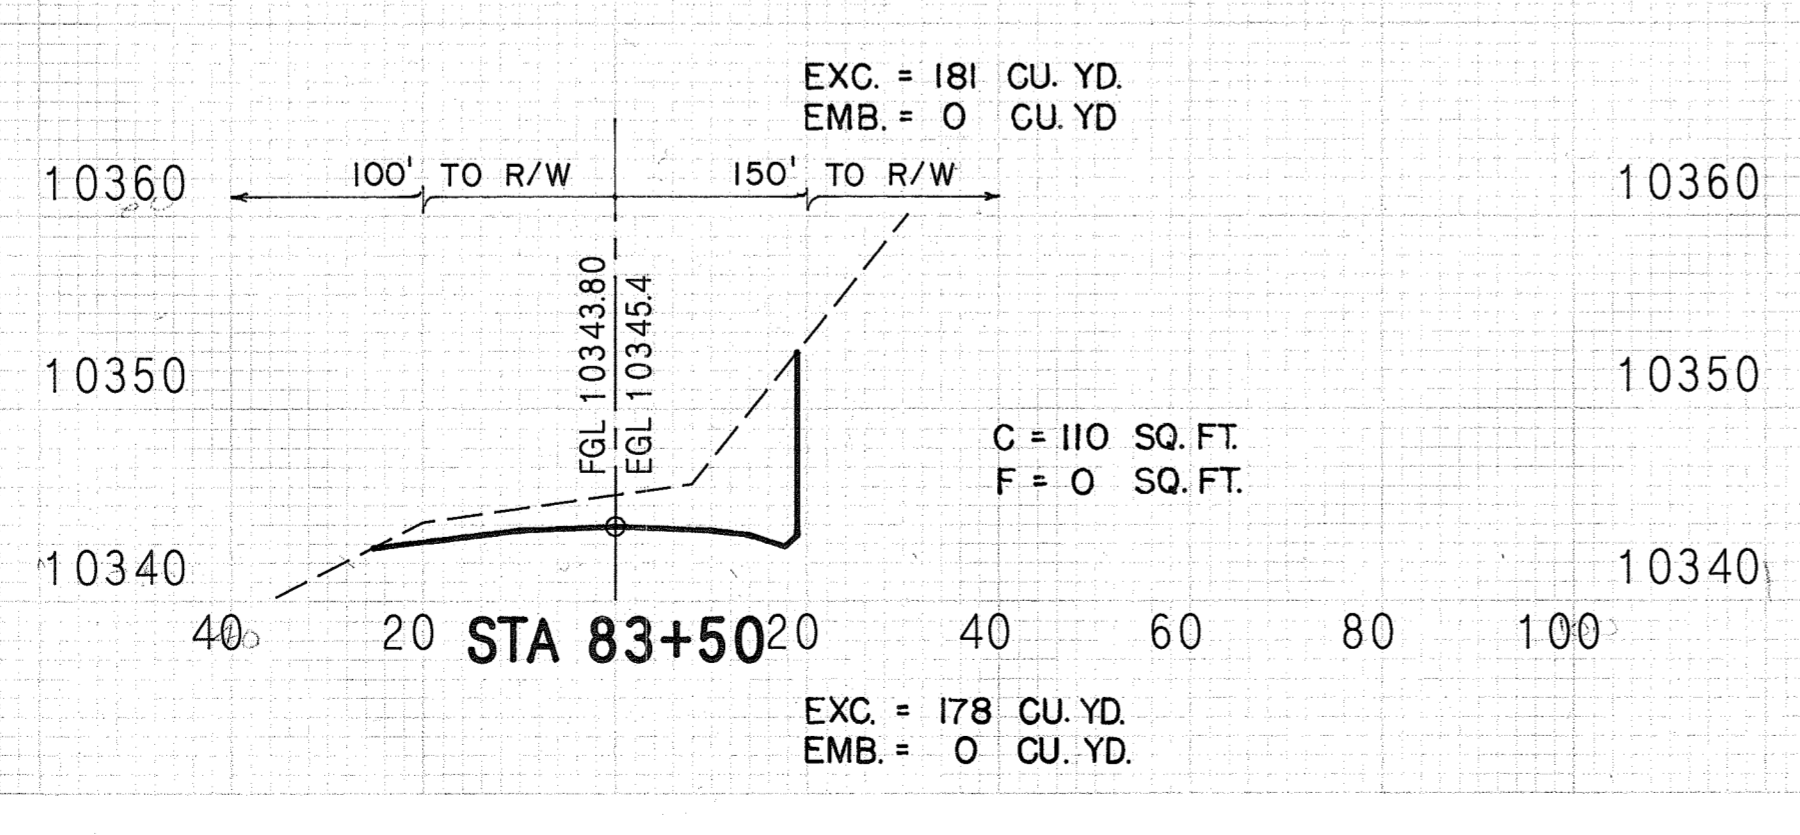 EXC. = 181 CU. YD.
EMB. = 0 CU. YD
100' TO R/W 150' TO R/W
10360 10360
FGL 10343.80
EGL 10345.4
10350 10350
C = 110 SQ. FT.
F = 0 SQ. FT.
10340 10340
40 20 STA 83+50 20 40 60 80 100
EXC. = 178 CU. YD.
EMB. = 0 CU. YD.